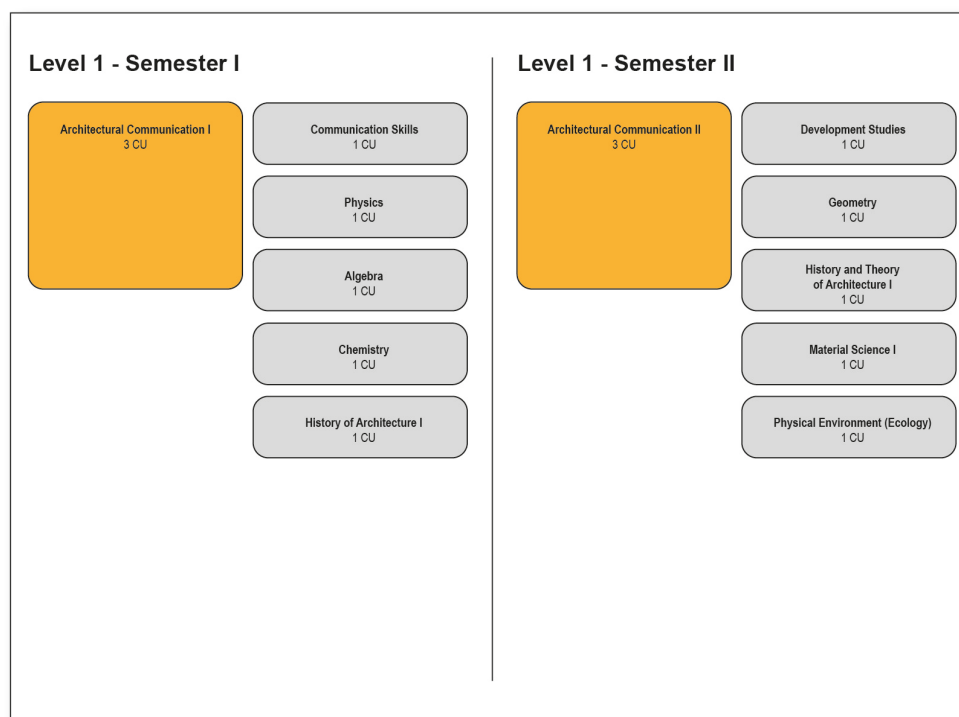 Level 1 - Semester I
Architectural Communication I
3 CU
Communication Skills
1 CU
Physics
1 CU
Algebra
1 CU
Chemistry
1 CU
History of Architecture I
1 CU
Level 1 - Semester II
Architectural Communication II
3 CU
Development Studies
1 CU
Geometry
1 CU
History and Theory
of Architecture I
1 CU
Material Science I
1 CU
Physical Environment (Ecology)
1 CU